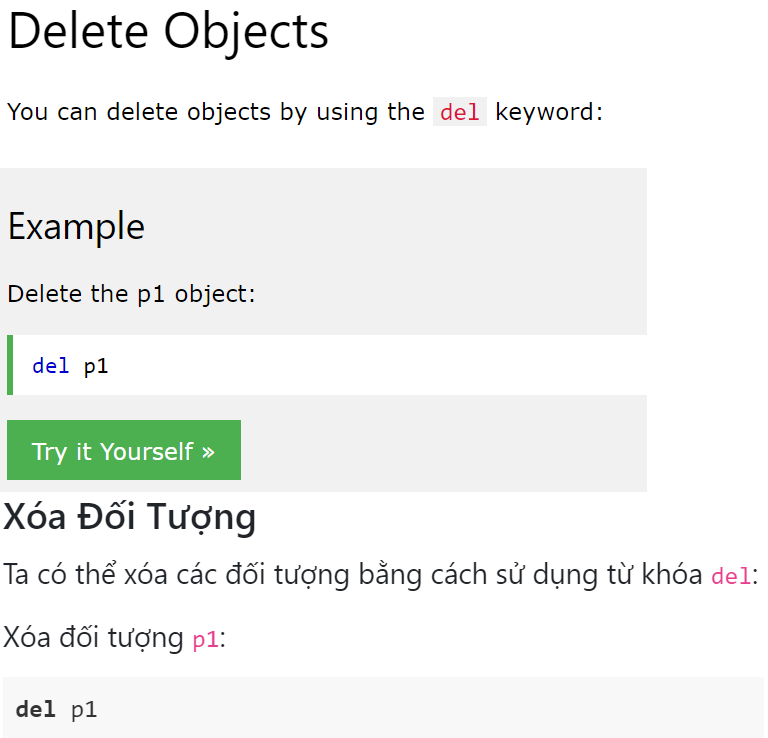 Delete Objects
You can delete objects by using the del keyword:
Example
Delete the p1 object:
del p1
Try it Yourself »
Xóa Đối Tượng
Ta có thể xóa các đối tượng bằng cách sử dụng từ khóa del:
Xóa đối tượng p1:
del p1